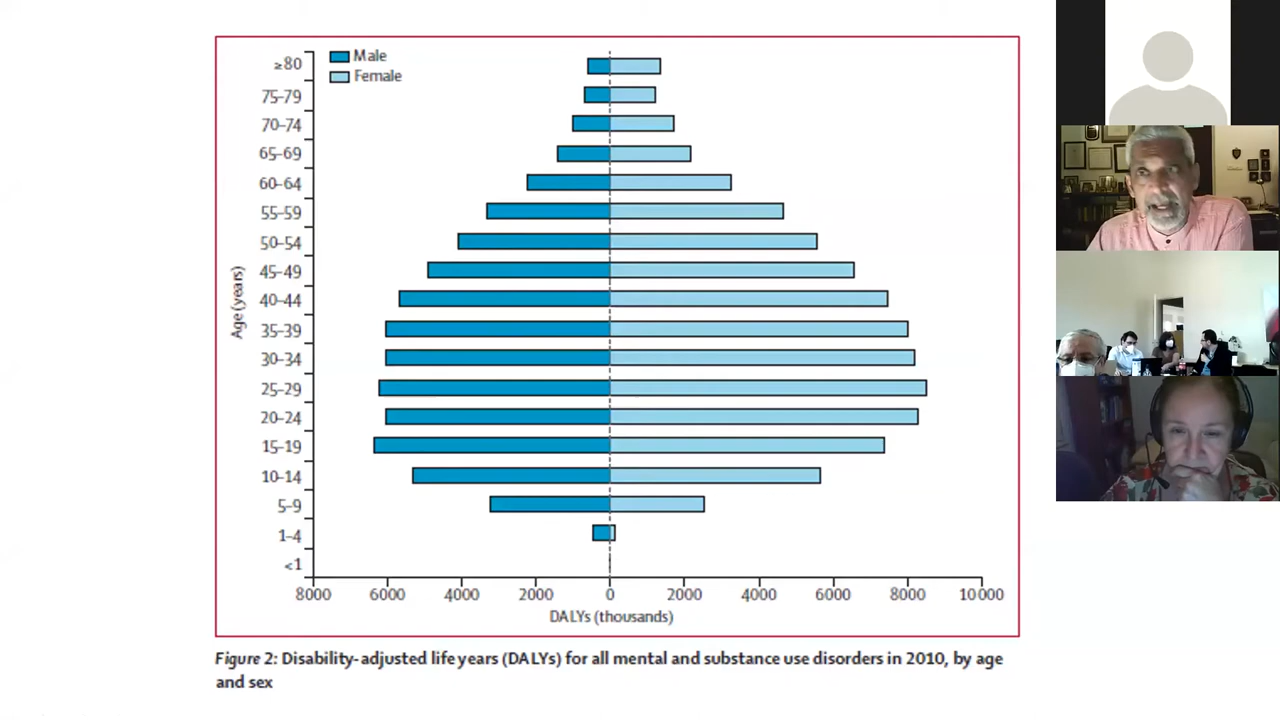 Male
Female
≥80
75–79
70–74
65–69
60–64
55–59
50–54
45–49
40–44
35–39
30–34
25–29
20–24
15–19
10–14
5–9
1–4
<1
Age (years)
8000 6000 4000 2000 0 2000 4000 6000 8000 10 000
DALYs (thousands)
Figure 2: Disability-adjusted life years (DALYs) for all mental and substance use disorders in 2010, by age
and sex